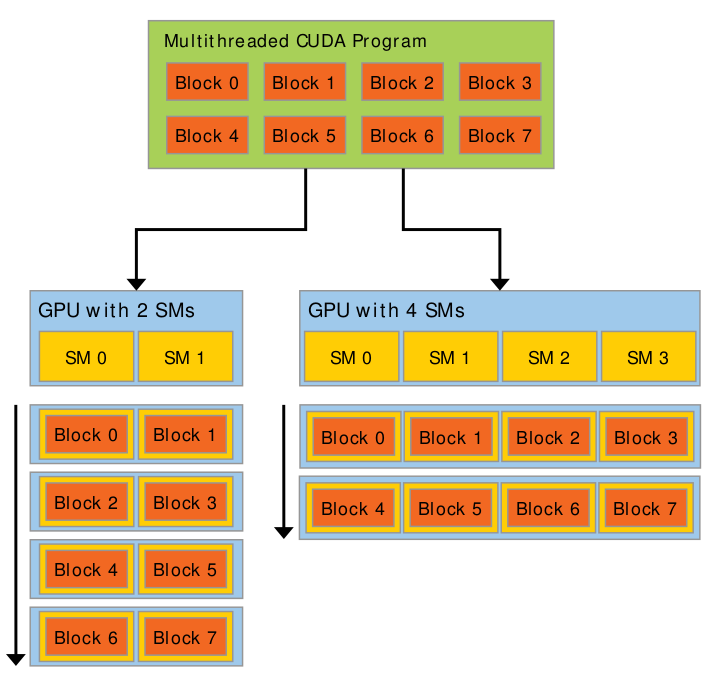 Multithreaded CUDA Program
Block 0 Block 1 Block 2 Block 3
Block 4 Block 5 Block 6 Block 7
GPU with 2 SMs
SM 0 SM 1
Block 0 Block 1
Block 2 Block 3
Block 4 Block 5
Block 6 Block 7
GPU with 4 SMs
SM 0 SM 1 SM 2 SM 3
Block 0 Block 1 Block 2 Block 3
Block 4 Block 5 Block 6 Block 7